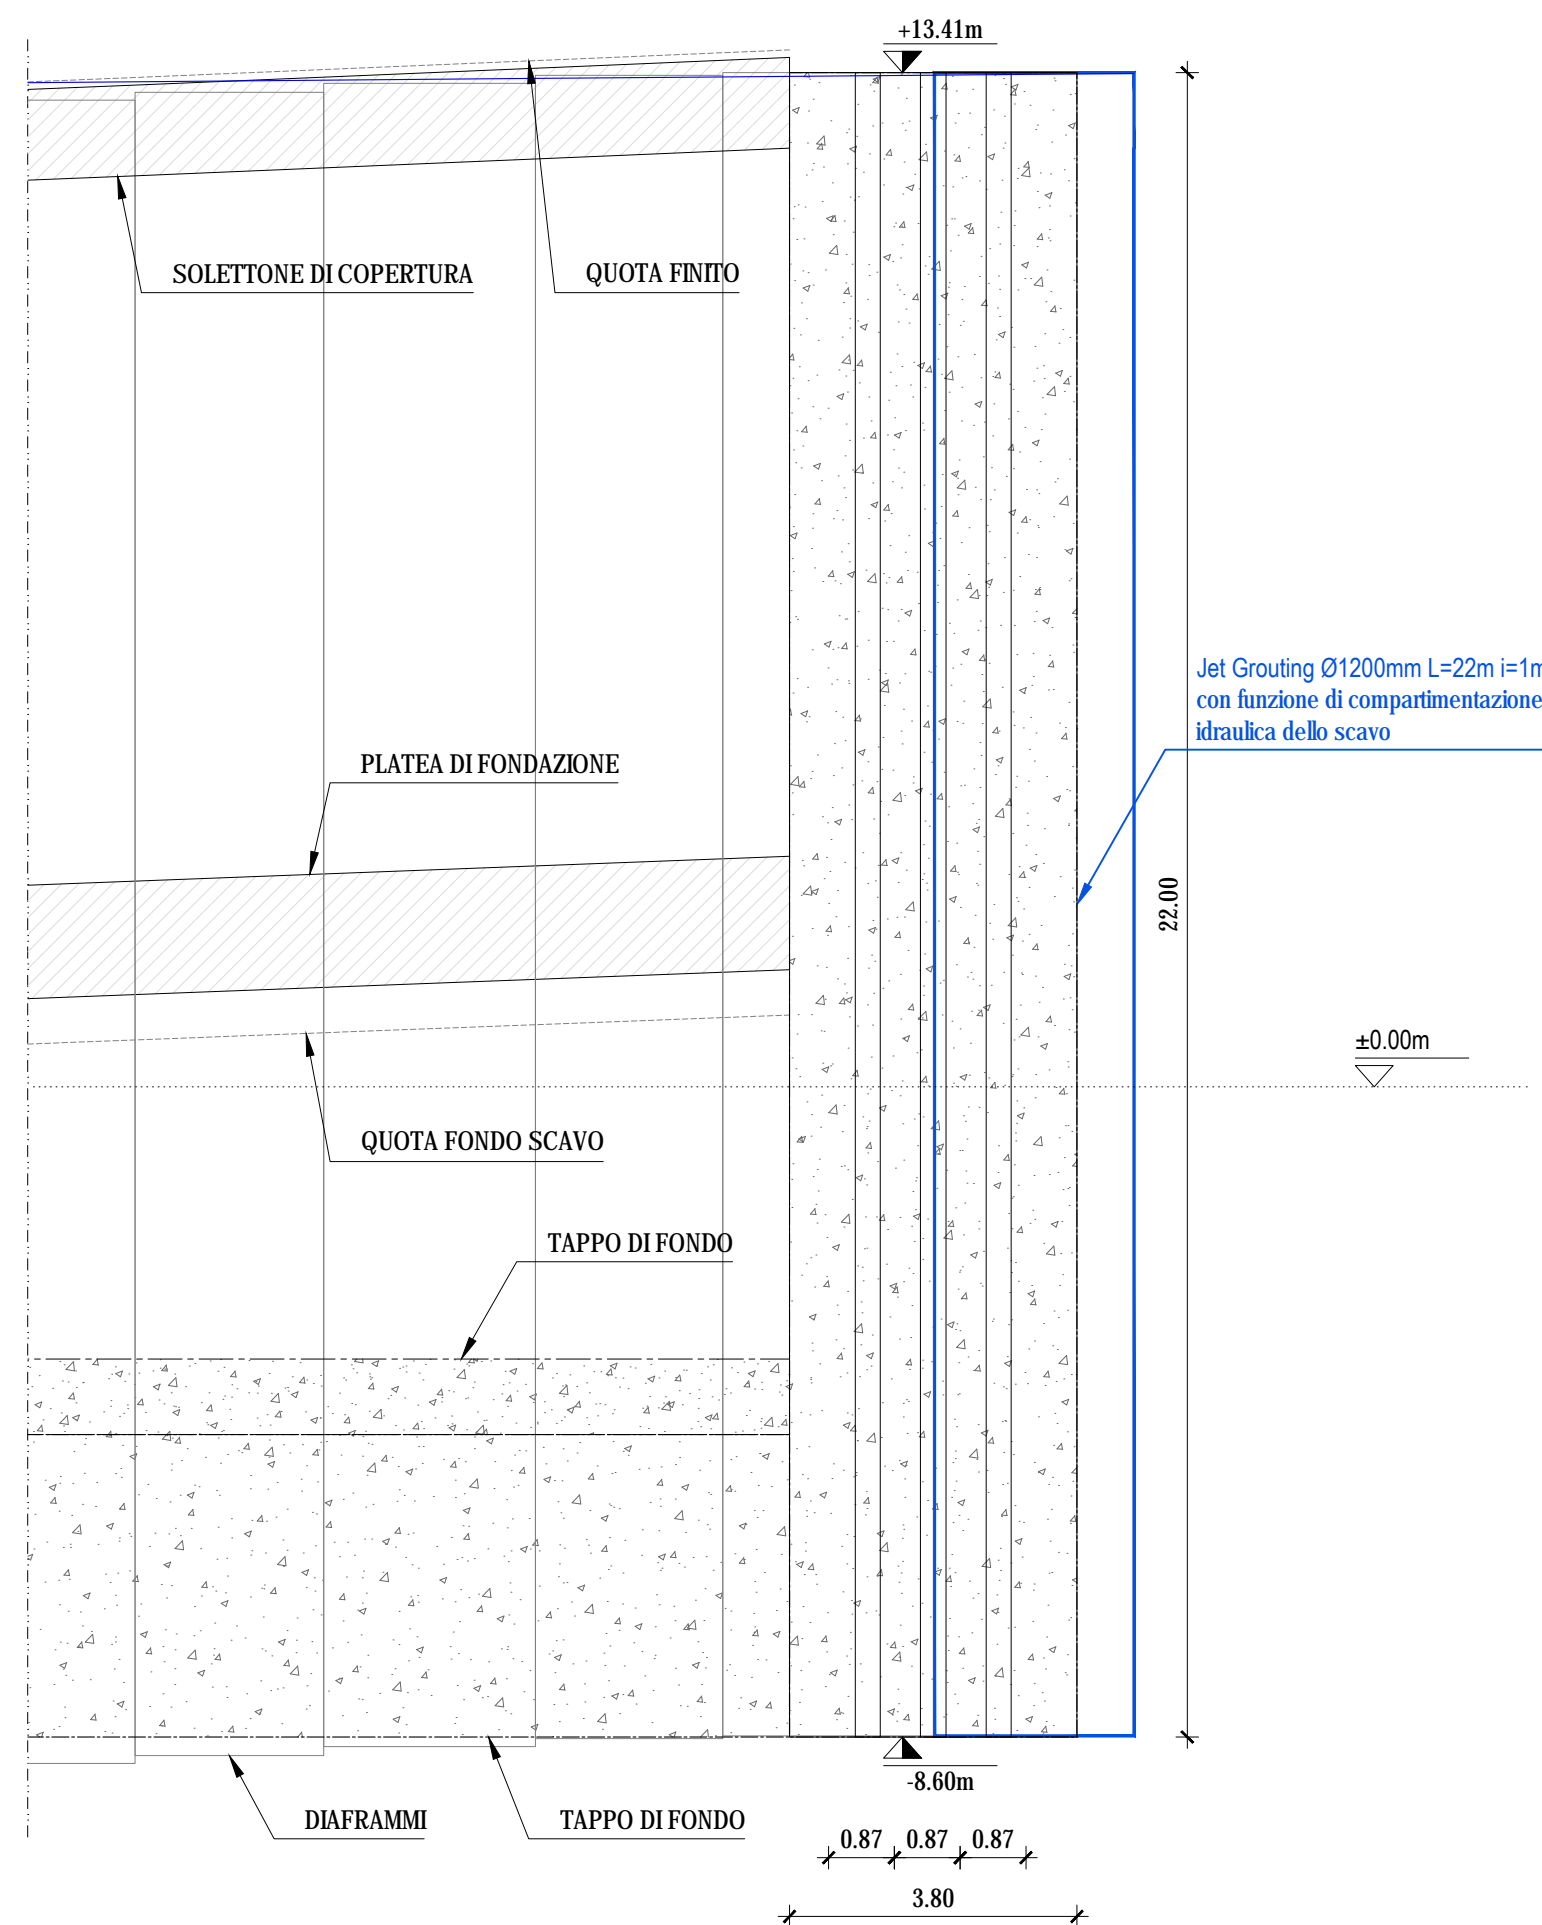 +13.41m
SOLETTONE DI COPERTURA
QUOTA FINITO
Jet Grouting Ø1200mm L=22m i=1m
con funzione di compartimentazione
idraulica dello scavo
PLATEA DI FONDAZIONE
22.00
±0.00m
QUOTA FONDO SCAVO
TAPPO DI FONDO
-8.60m
DIAFRAMMI
TAPPO DI FONDO
0.87 0.87 0.87
3.80